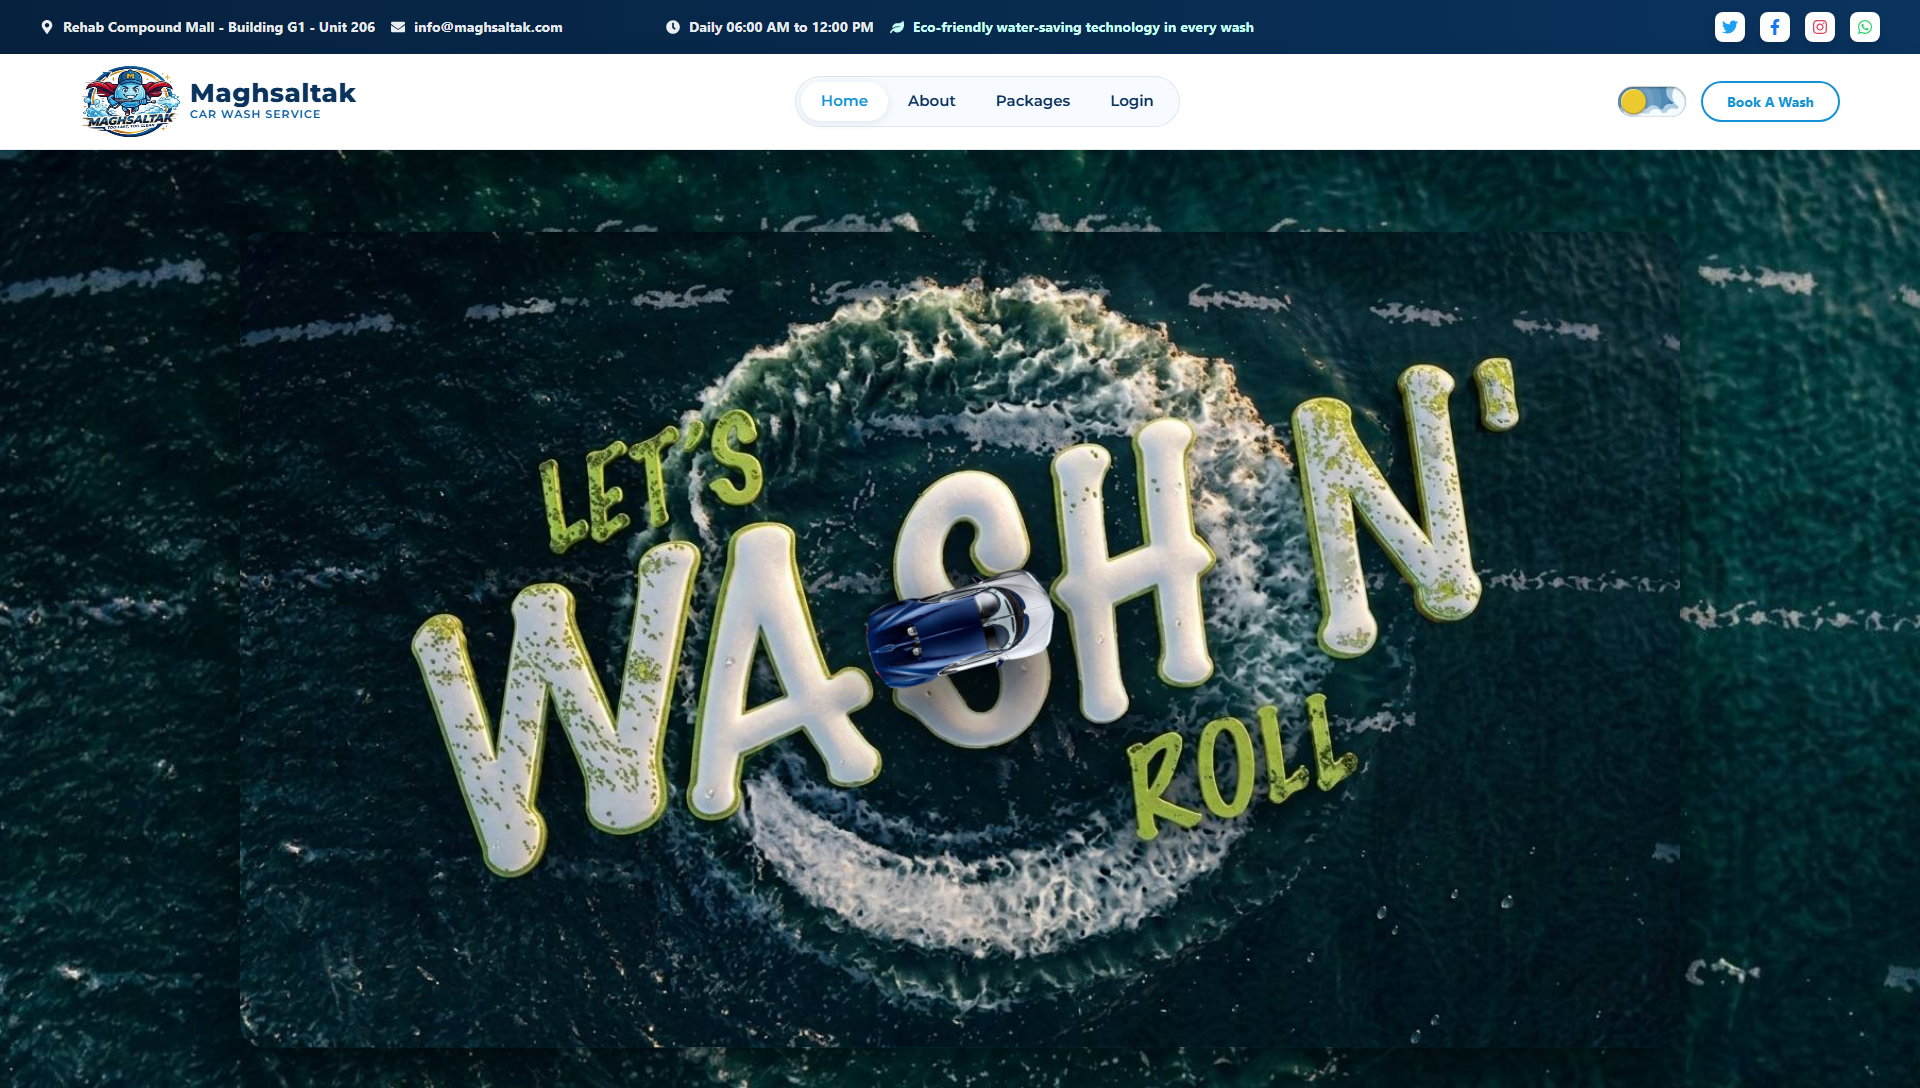 Rehab Compound Mall - Building G1 - Unit 206
info@maghsaltak.com
Daily 06:00 AM to 12:00 PM
Eco-friendly water-saving technology in every wash
M
MAGHSALTAK
Maghsaltak
CAR WASH SERVICE
Home
About
Packages
Login
Book A Wash
LET'S
WASH N'
ROLL